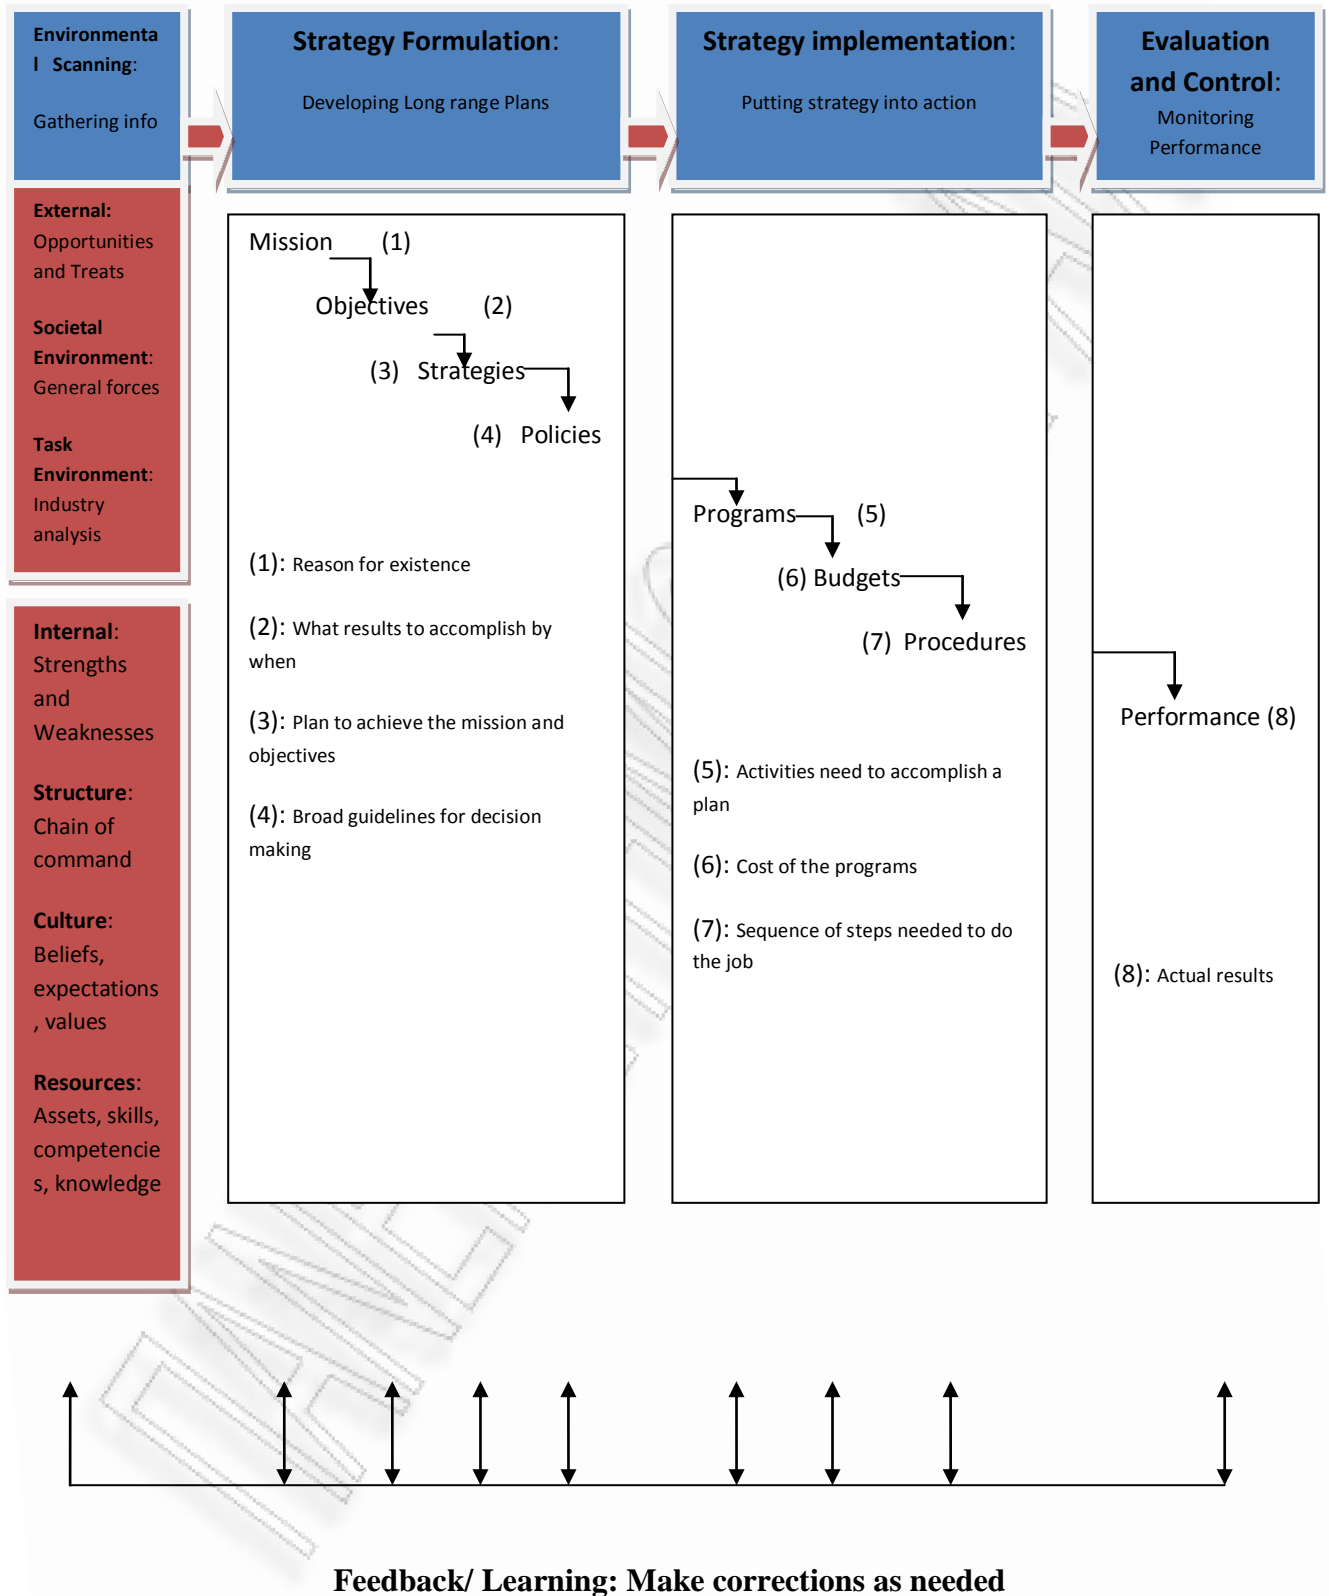 Environmenta
l Scanning:
Gathering info
Strategy Formulation:
Developing Long range Plans
Strategy implementation:
Putting strategy into action
Evaluation
and Control:
Monitoring
Performance
External:
Opportunities
and Treats
Societal
Environment:
General forces
Task
Environment:
Industry
analysis
Internal:
Strengths
and
Weaknesses
Structure:
Chain of
command
Culture:
Beliefs,
expectations
, values
Resources:
Assets, skills,
competencie
s, knowledge
Mission (1)
Objectives (2)
(3) Strategies
(4) Policies
(1): Reason for existence
(2): What results to accomplish by
when
(3): Plan to achieve the mission and
objectives
(4): Broad guidelines for decision
making
Programs (5)
(6) Budgets
(7) Procedures
(5): Activities need to accomplish a
plan
(6): Cost of the programs
(7): Sequence of steps needed to do
the job
Performance (8)
(8): Actual results
Feedback/ Learning: Make corrections as needed